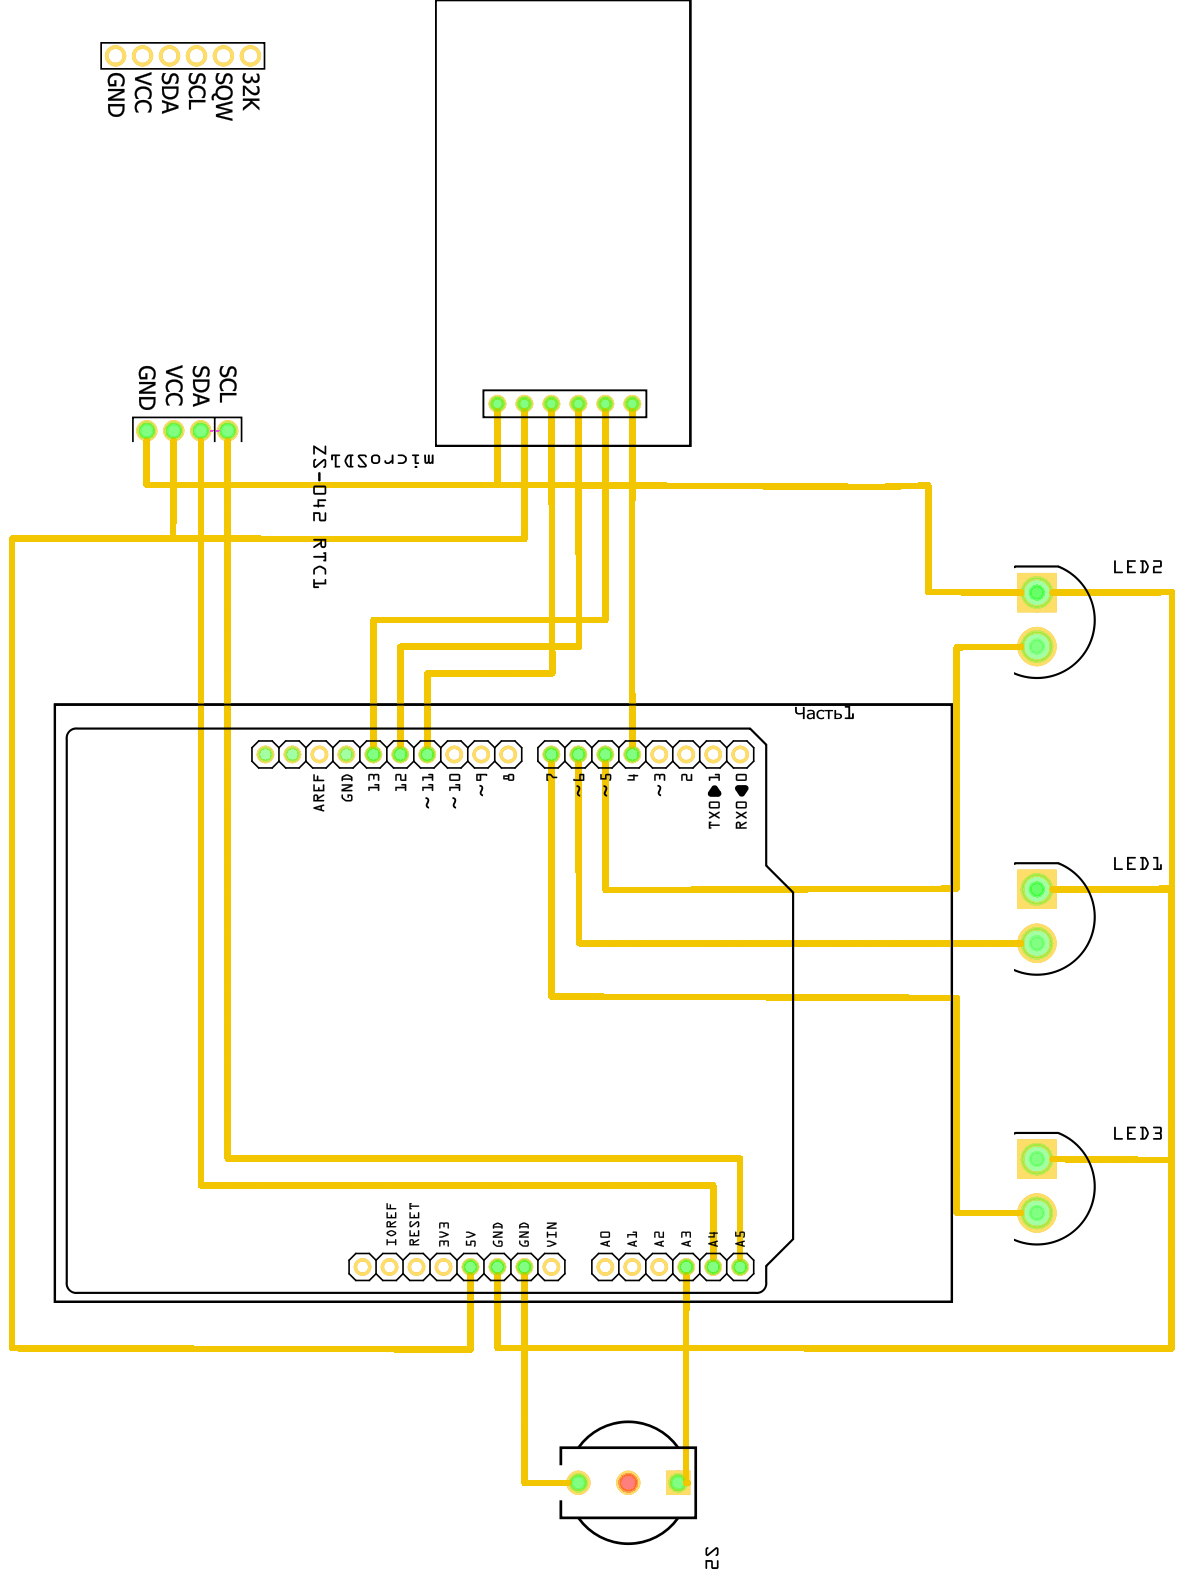 GND
VCC
SDA
SCL
SQW
32K
GND
VCC
SDA
SCL
microSD1
ZS-042 RTC1
LED2
Часть1
AREF
GND
13
12
~11
~10
~9
8
7
~6
~5
4
~3
2
TX0 1
RX0 0
LED1
LED3
IOREF
RESET
3V3
5V
GND
GND
VIN
A0
A1
A2
A3
A4
A5
S2